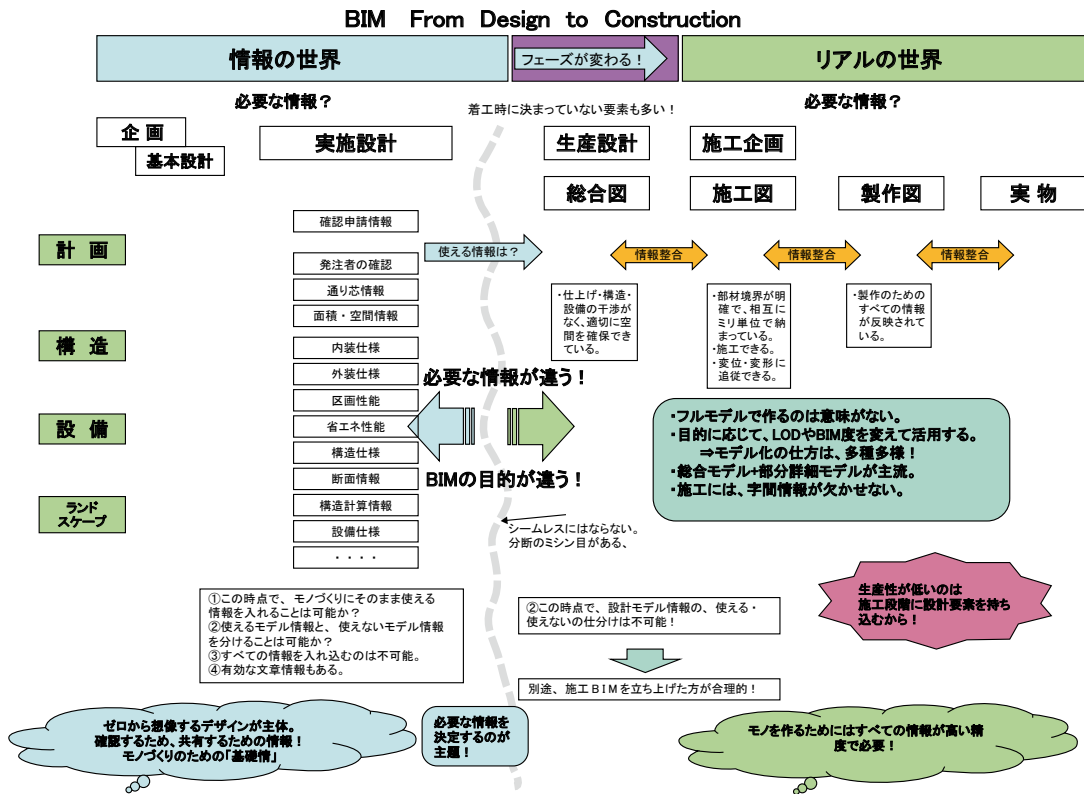 BIM From Design to Construction
情報の世界
フェーズが変わる！
リアルの世界
必要な情報？
着工時に決まっていない要素も多い！
必要な情報？
企 画
基本設計
実施設計
生産設計
施工企画
総合図
施工図
製作図
実 物
計 画
構 造
設 備
ランド
スケープ
確認申請情報
発注者の確認
通り芯情報
面積・空間情報
内装仕様
外装仕様
区画性能
省エネ性能
構造仕様
断面情報
構造計算情報
設備仕様
・・・・
使える情報は？
情報整合
情報整合
情報整合
・仕上げ・構造・
設備の干渉が
なく、適切に空
間を確保でき
ている。
・部材境界が明
確で、相互に
ミリ単位で納
まっている。
・施工できる。
・変位・変形に
追従できる。
・製作のための
すべての情報
が反映されて
いる。
必要な情報が違う！
BIMの目的が違う！
・フルモデルで作るのは意味がない。
・目的に応じて、LODやBIM度を変えて活用する。
⇒モデル化の仕方は、多種多様！
・総合モデル+部分詳細モデルが主流。
・施工には、字間情報が欠かせない。
シームレスにはならない。
分断のミシン目がある、
①この時点で、モノづくりにそのまま使える
情報を入れることは可能か？
②使えるモデル情報と、使えないモデル情報
を分けることは可能か？
③すべての情報を入れ込むのは不可能。
④有効な文章情報もある。
②この時点で、設計モデル情報の、使える・
使えないの仕分けは不可能！
別途、施工ＢＩＭを立ち上げた方が合理的！
生産性が低いのは
施工段階に設計要素を持ち
込むから！
ゼロから想像するデザインが主体。
確認するため、共有するための情報！
モノづくりのための「基礎情」
必要な情報を
決定するのが
主題！
モノを作るためにはすべての情報が高い精
度で必要！